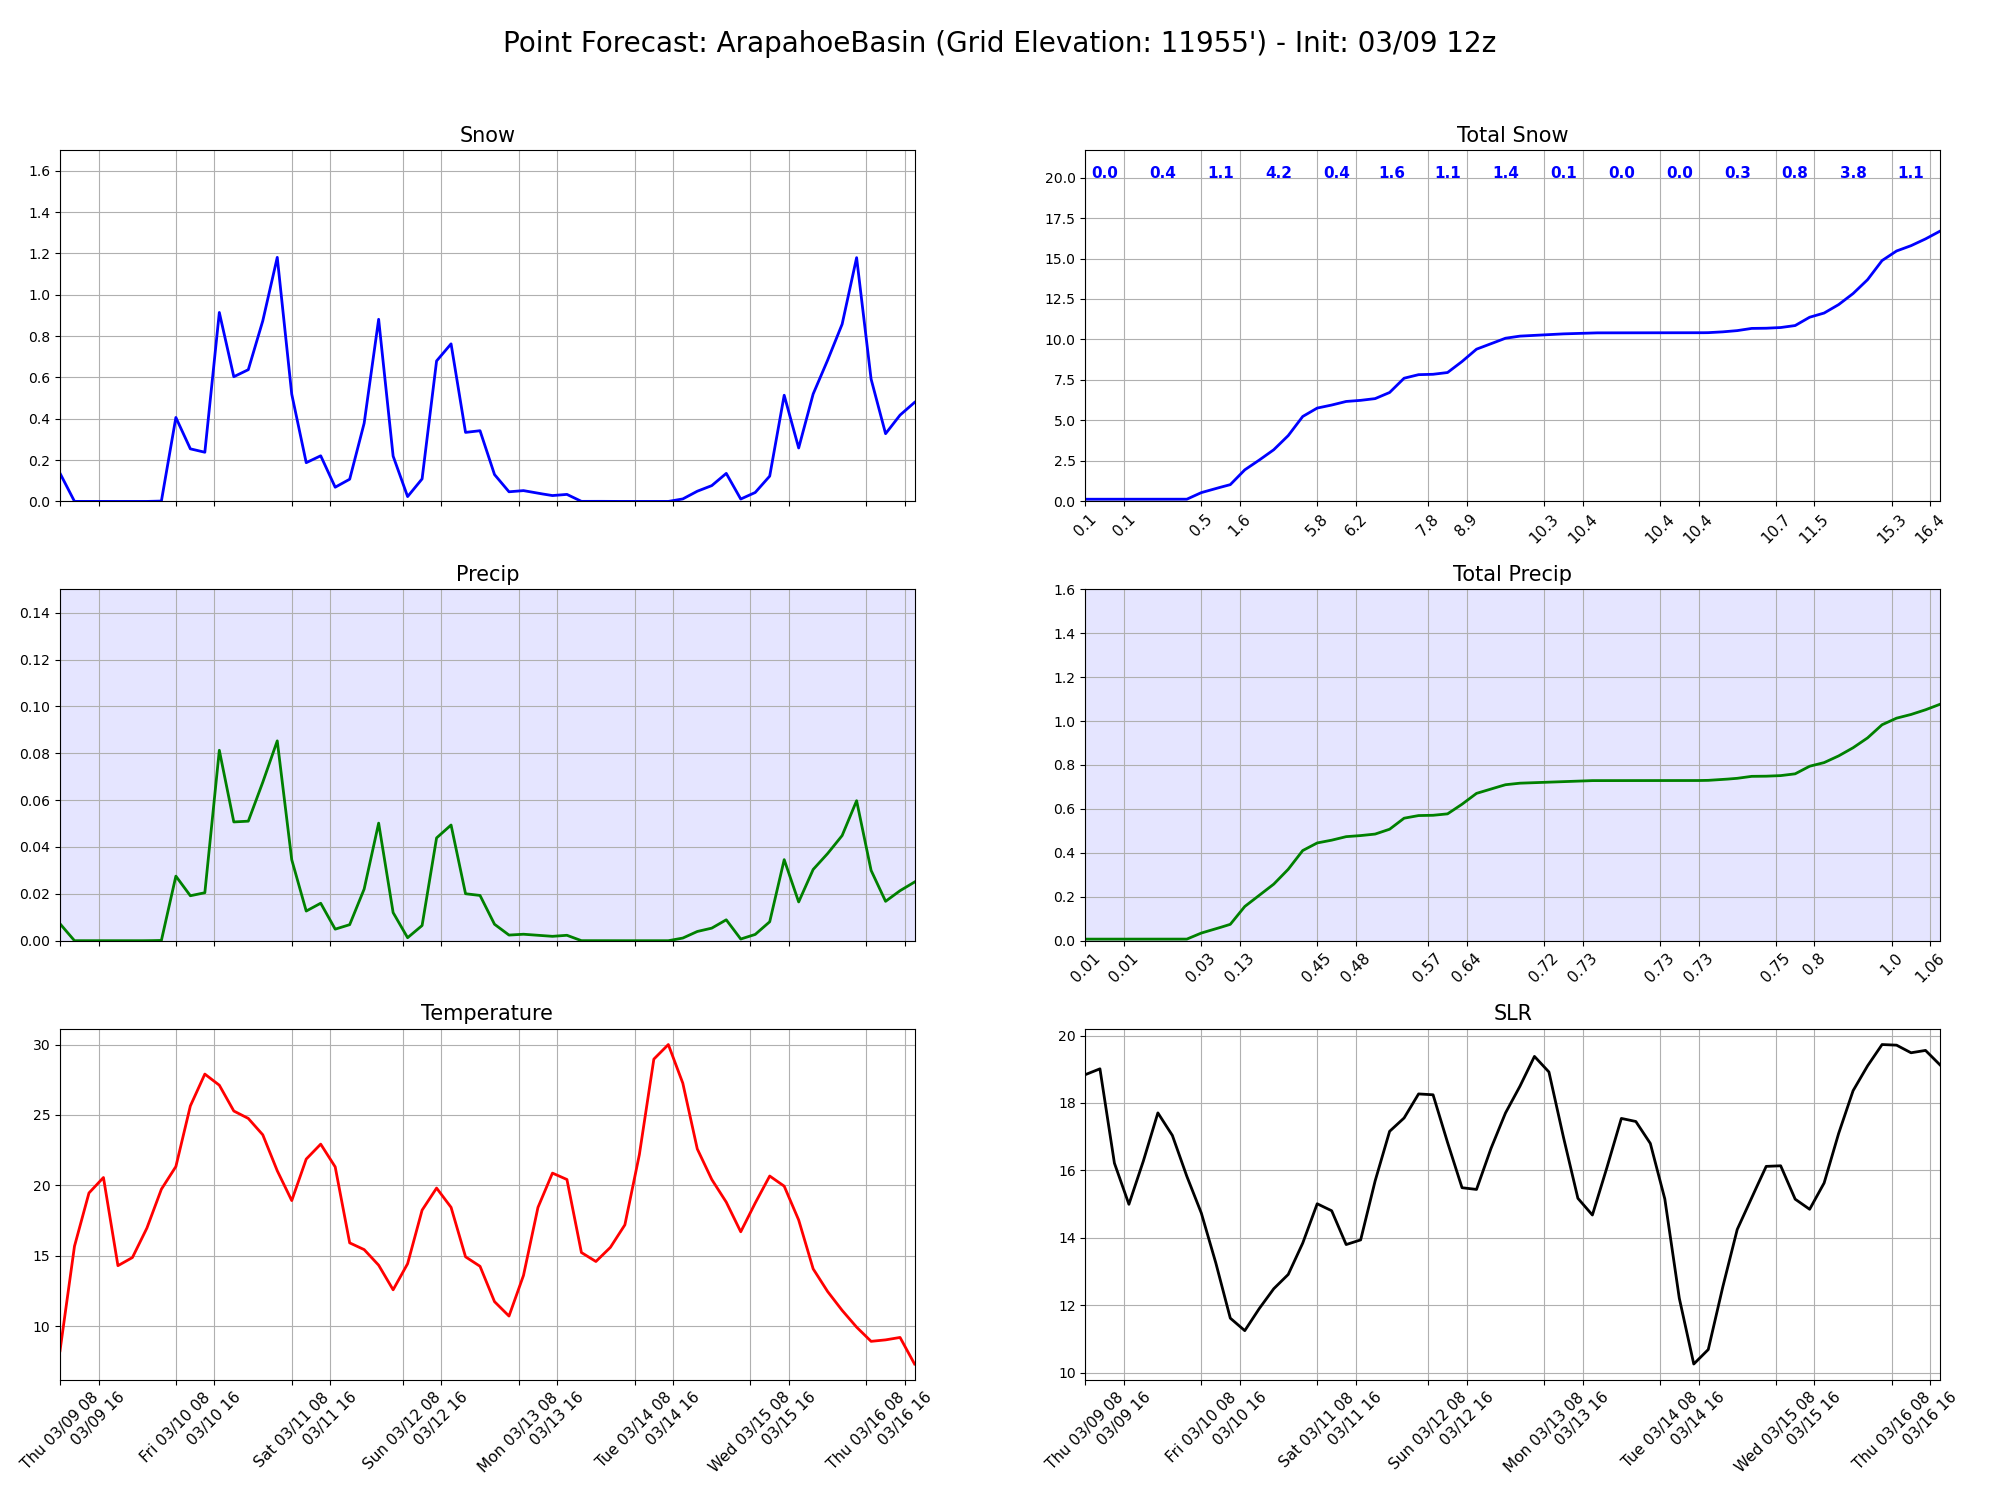 Point Forecast: ArapahoeBasin (Grid Elevation: 11955') - Init: 03/09 12z
Snow
1.6
1.4
1.2
1.0
0.8
0.6
0.4
0.2
0.0
Total Snow
0.0 0.4 1.1 4.2 0.4 1.6 1.1 1.4 0.1 0.0 0.0 0.3 0.8 3.8 1.1
20.0
17.5
15.0
12.5
10.0
7.5
5.0
2.5
0.0
0.1 0.1 0.5 1.6 5.8 6.2 7.8 8.9 10.3 10.4 10.4 10.4 10.7 11.5 15.3 16.4
Precip
0.14
0.12
0.10
0.08
0.06
0.04
0.02
0.00
Total Precip
1.6
1.4
1.2
1.0
0.8
0.6
0.4
0.2
0.0
0.01 0.01 0.03 0.13 0.45 0.48 0.57 0.64 0.72 0.73 0.73 0.73 0.75 0.8 1.0 1.06
Temperature
30
25
20
15
10
Thu 03/09 08
03/09 16
Fri 03/10 08
03/10 16
Sat 03/11 08
03/11 16
Sun 03/12 08
03/12 16
Mon 03/13 08
03/13 16
Tue 03/14 08
03/14 16
Wed 03/15 08
03/15 16
Thu 03/16 08
03/16 16
SLR
20
18
16
14
12
10
Thu 03/09 08
03/09 16
Fri 03/10 08
03/10 16
Sat 03/11 08
03/11 16
Sun 03/12 08
03/12 16
Mon 03/13 08
03/13 16
Tue 03/14 08
03/14 16
Wed 03/15 08
03/15 16
Thu 03/16 08
03/16 16